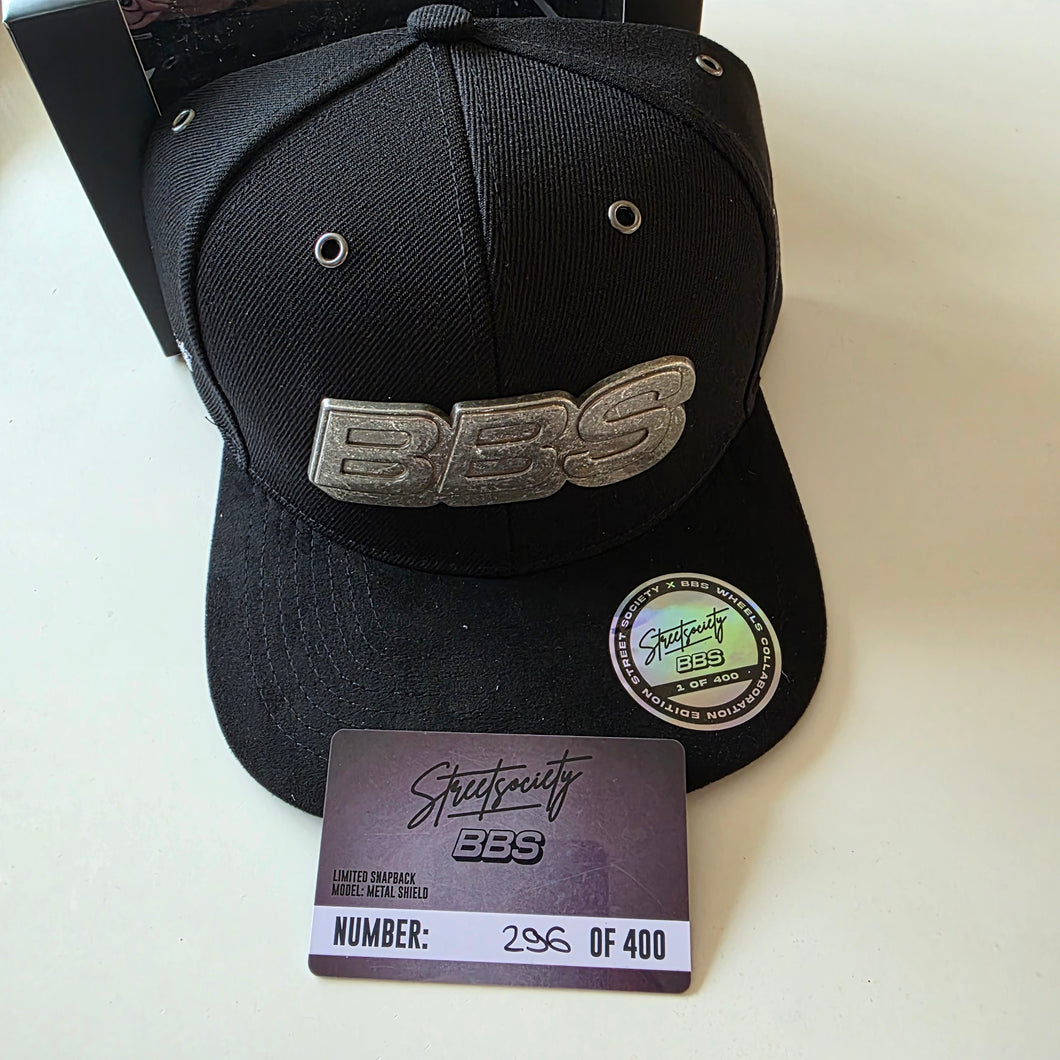 BBS
STREET SOCIETY X BBS WHEELS COLLABORATION EDITION
Streetsociety
BBS
1 OF 400
Streetsociety
BBS
LIMITED SNAPBACK
MODEL: METAL SHIELD
NUMBER: 296 OF 400